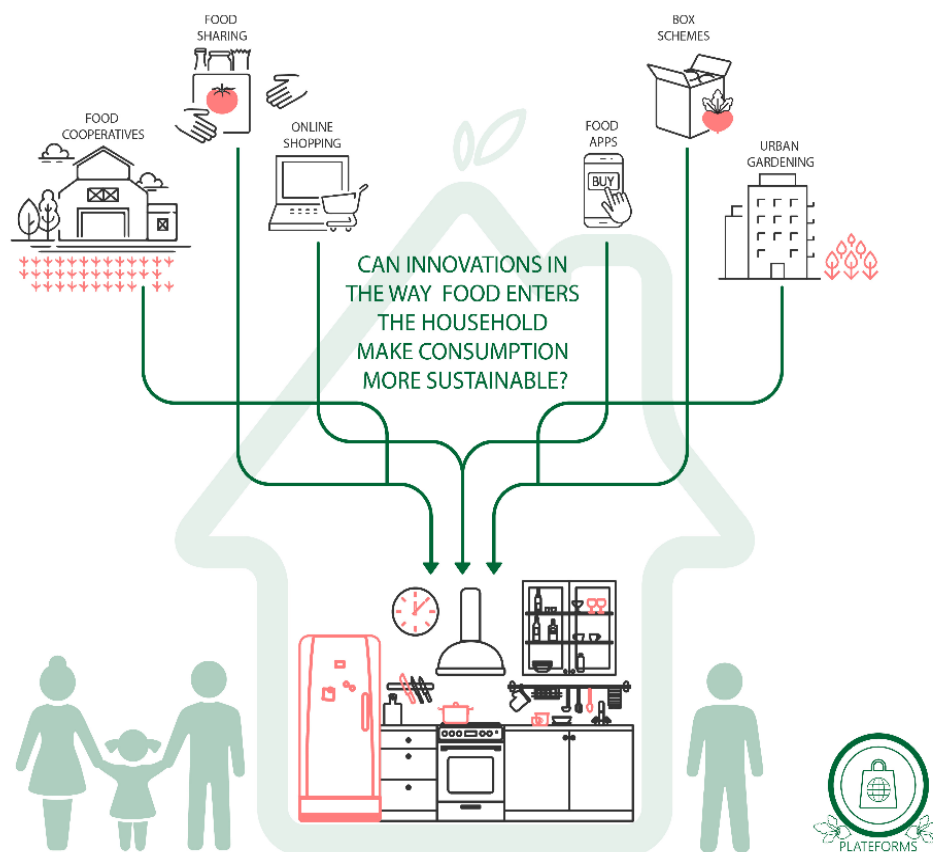 FOOD
SHARING
BOX
SCHEMES
FOOD
COOPERATIVES
ONLINE
SHOPPING
FOOD
APPS
URBAN
GARDENING
BUY
CAN INNOVATIONS IN
THE WAY FOOD ENTERS
THE HOUSEHOLD
MAKE CONSUMPTION
MORE SUSTAINABLE?
PLATEFORMS